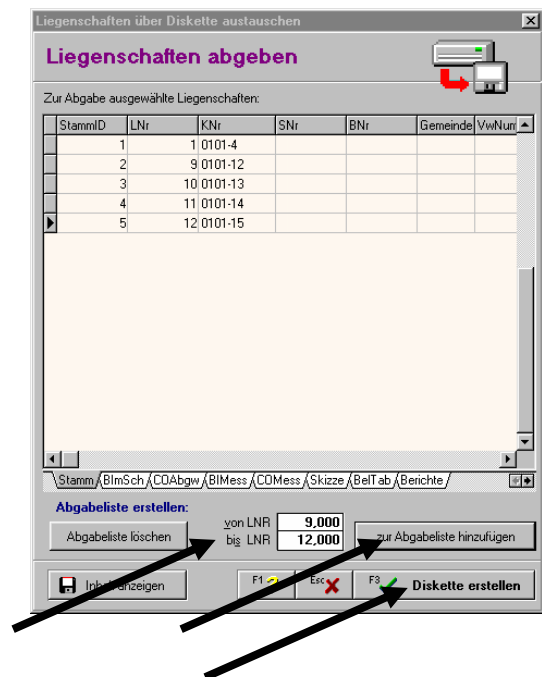 Liegenschaften über Diskette austauschen
Liegenschaften abgeben
Zur Abgabe ausgewählte Liegenschaften:
StammID LNr KNr SNr BNr Gemeinde VwNum
1 1 0101-4
2 9 0101-12
3 10 0101-13
4 11 0101-14
5 12 0101-15
Stamm BImSch COAbgw BIMess COMess Skizze BelTab Berichte
Abgabeliste erstellen:
von LNR 9,000
Abgabeliste löschen bis LNR 12,000 zur Abgabeliste hinzufügen
Inhalt anzeigen F1 Esc F3 Diskette erstellen